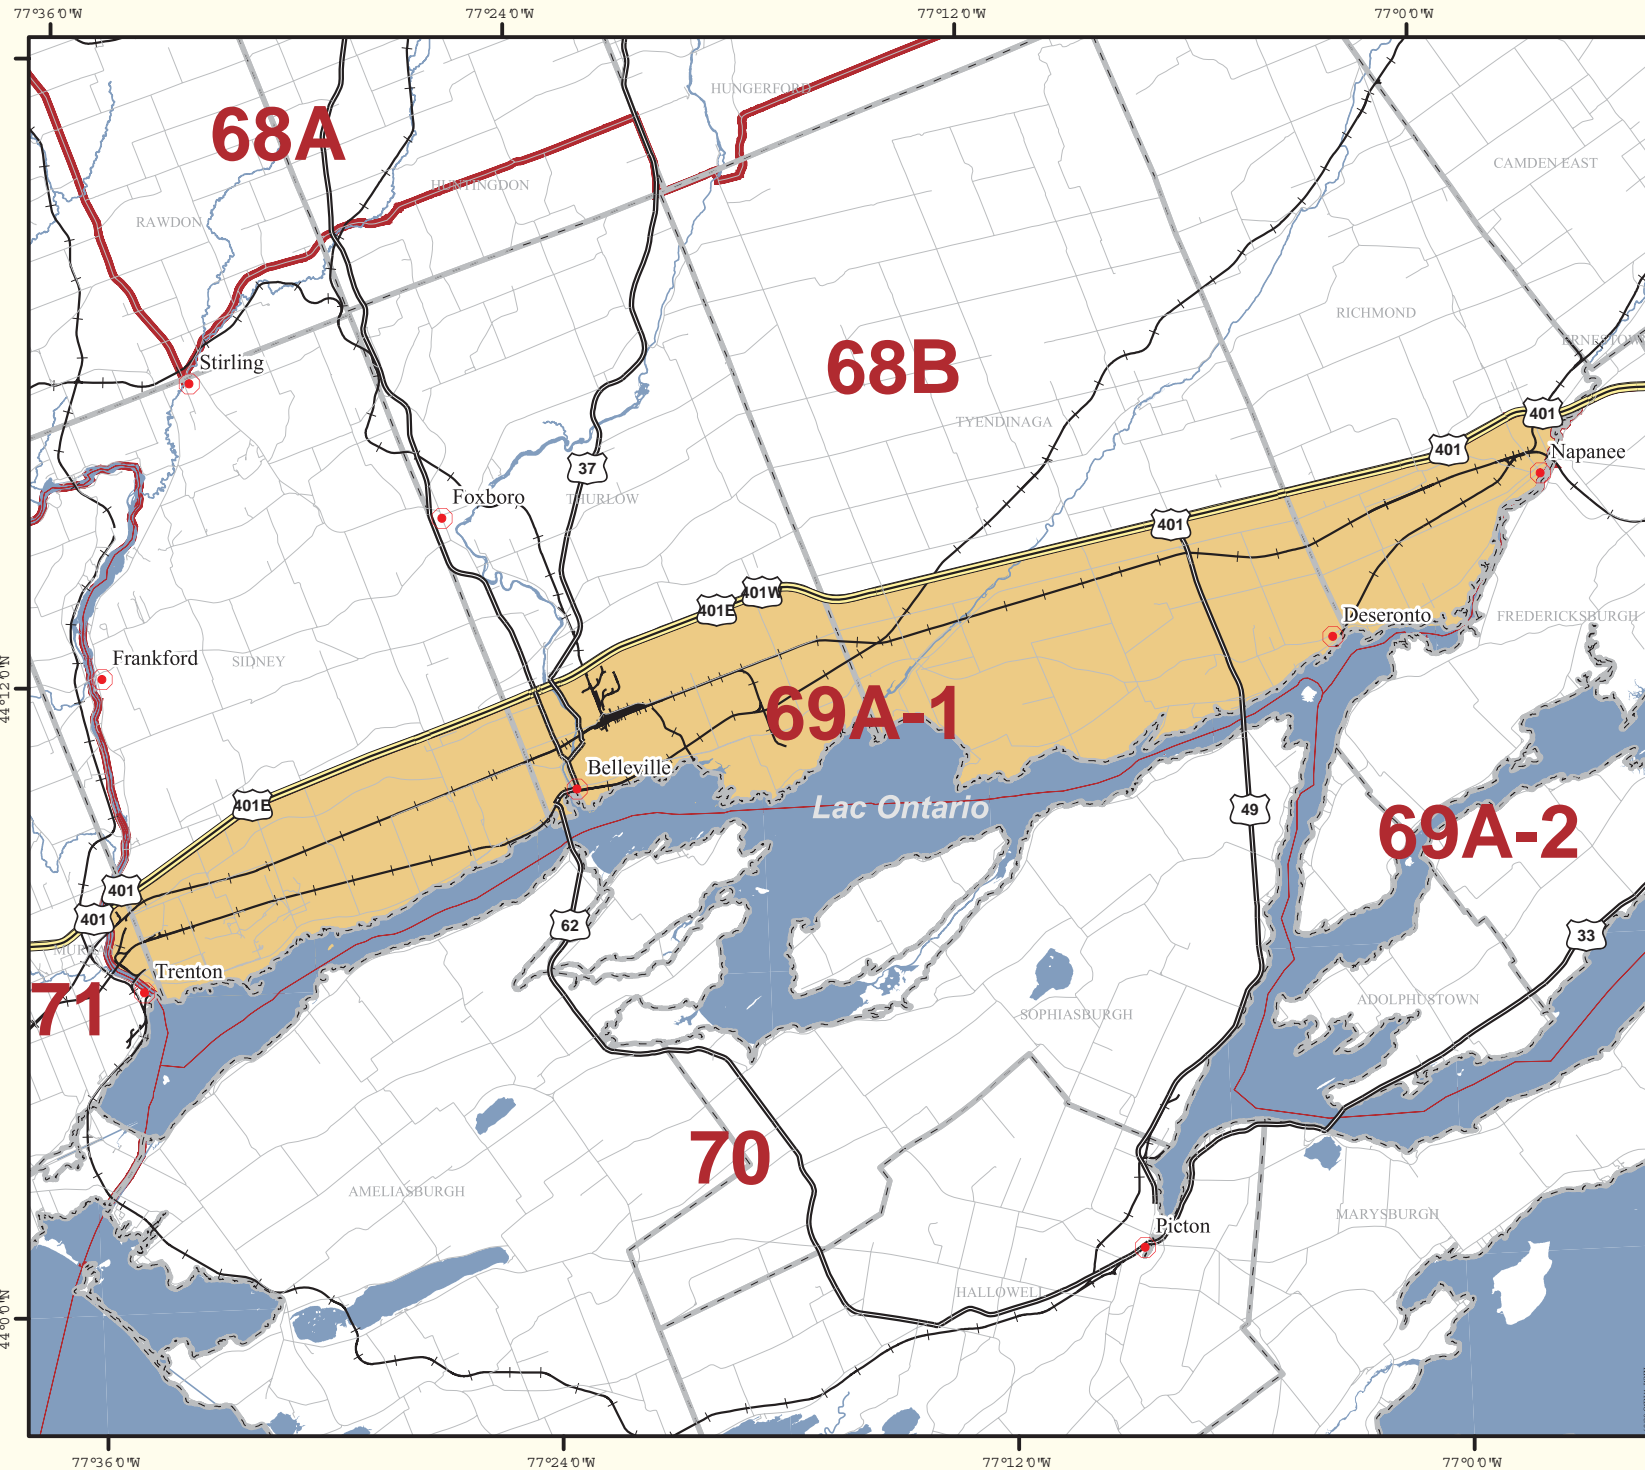 77°36'0"W
77°24'0"W
77°12'0"W
77°0'0"W
HUNGERFORD
68A
CAMDEN EAST
HUNTINGDON
RAWDON
RICHMOND
Stirling
68B
401
TYENDINAGA
401
Napanee
37
Foxboro
THURLOW
401
401W
401E
Deseronto
FREDERICKSBURGH
Frankford
SIDNEY
44°12'0"N
69A-1
Belleville
401E
Lac Ontario
49
69A-2
401
401
62
33
Trenton
71
ADOLPHUSTOWN
SOPHIASBURGH
70
AMELIASBURGH
MARYSBURGH
Picton
HALLOWELL
44°0'0"N
77°36'0"W
77°24'0"W
77°12'0"W
77°0'0"W